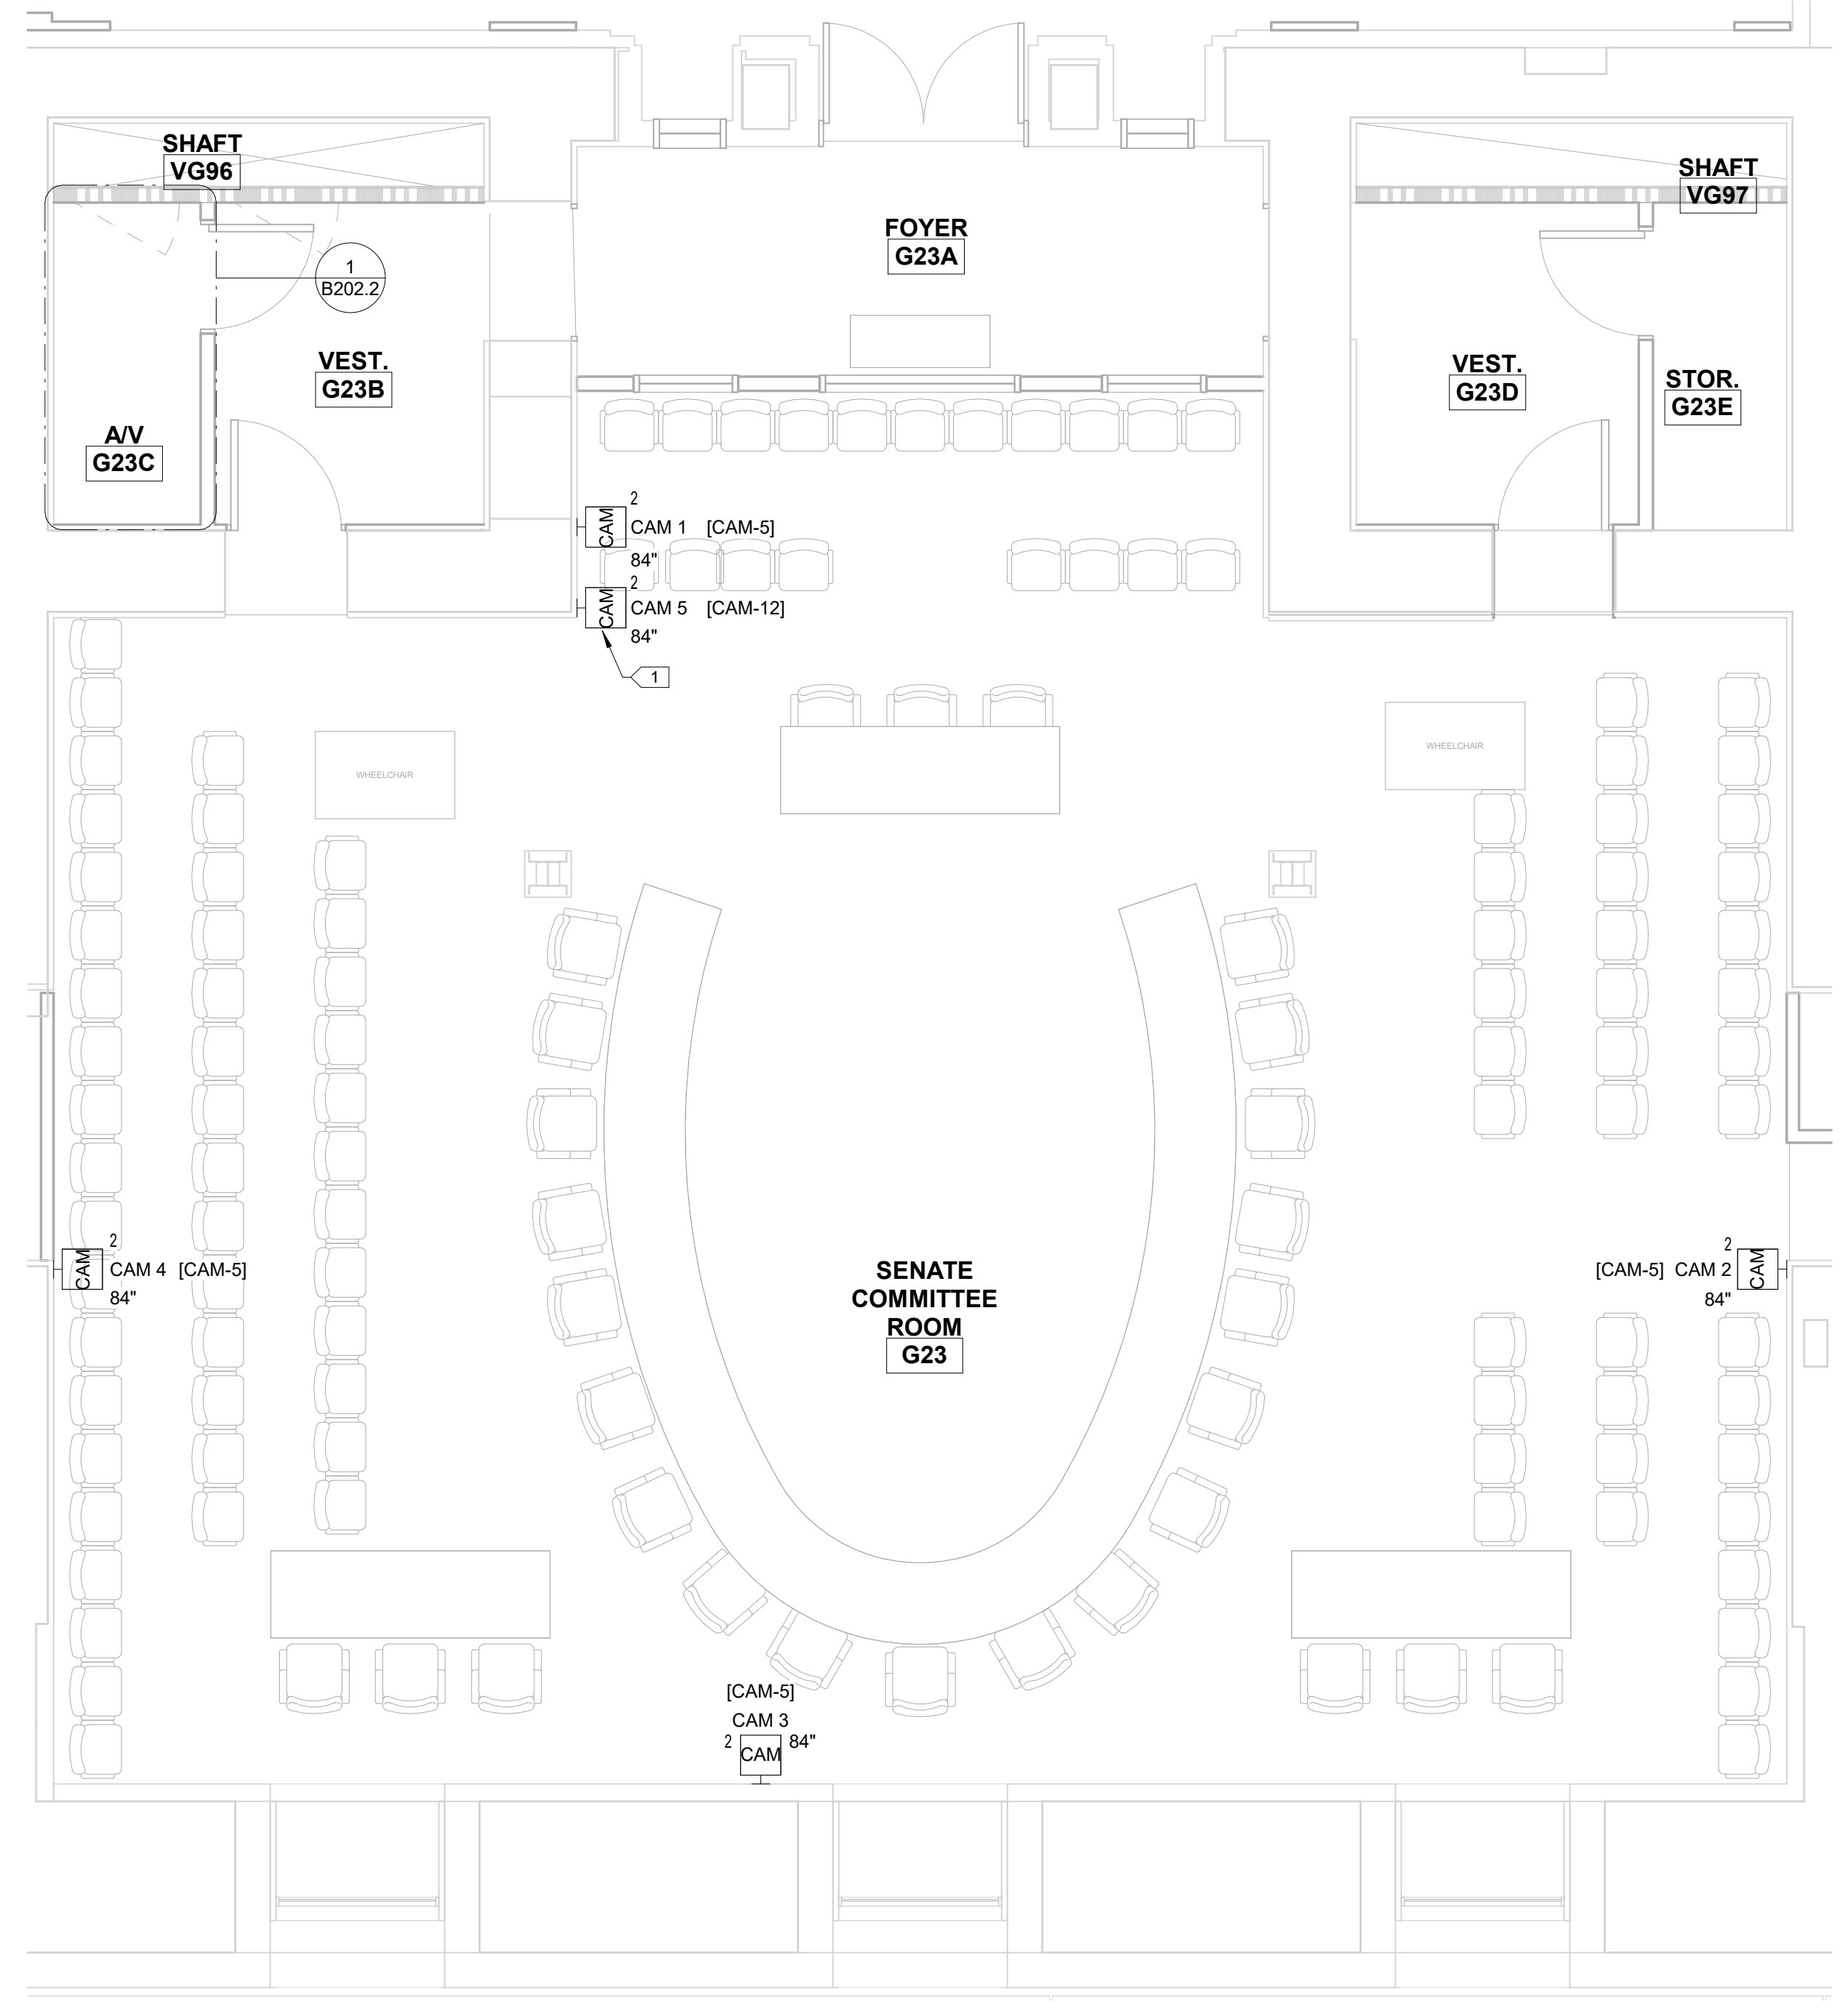 SHAFT
VG96
SHAFT
VG97
FOYER
G23A
1
B202.2
VEST.
G23B
VEST.
G23D
STOR.
G23E
A/V
G23C
2
CAM
CAM 1 [CAM-5]
84"
2
CAM
CAM 5 [CAM-12]
84"
1
WHEELCHAIR
WHEELCHAIR
2
CAM
CAM 4 [CAM-5]
84"
SENATE
COMMITTEE
ROOM
G23
2
[CAM-5] CAM 2
CAM
84"
[CAM-5]
CAM 3
2
CAM
84"